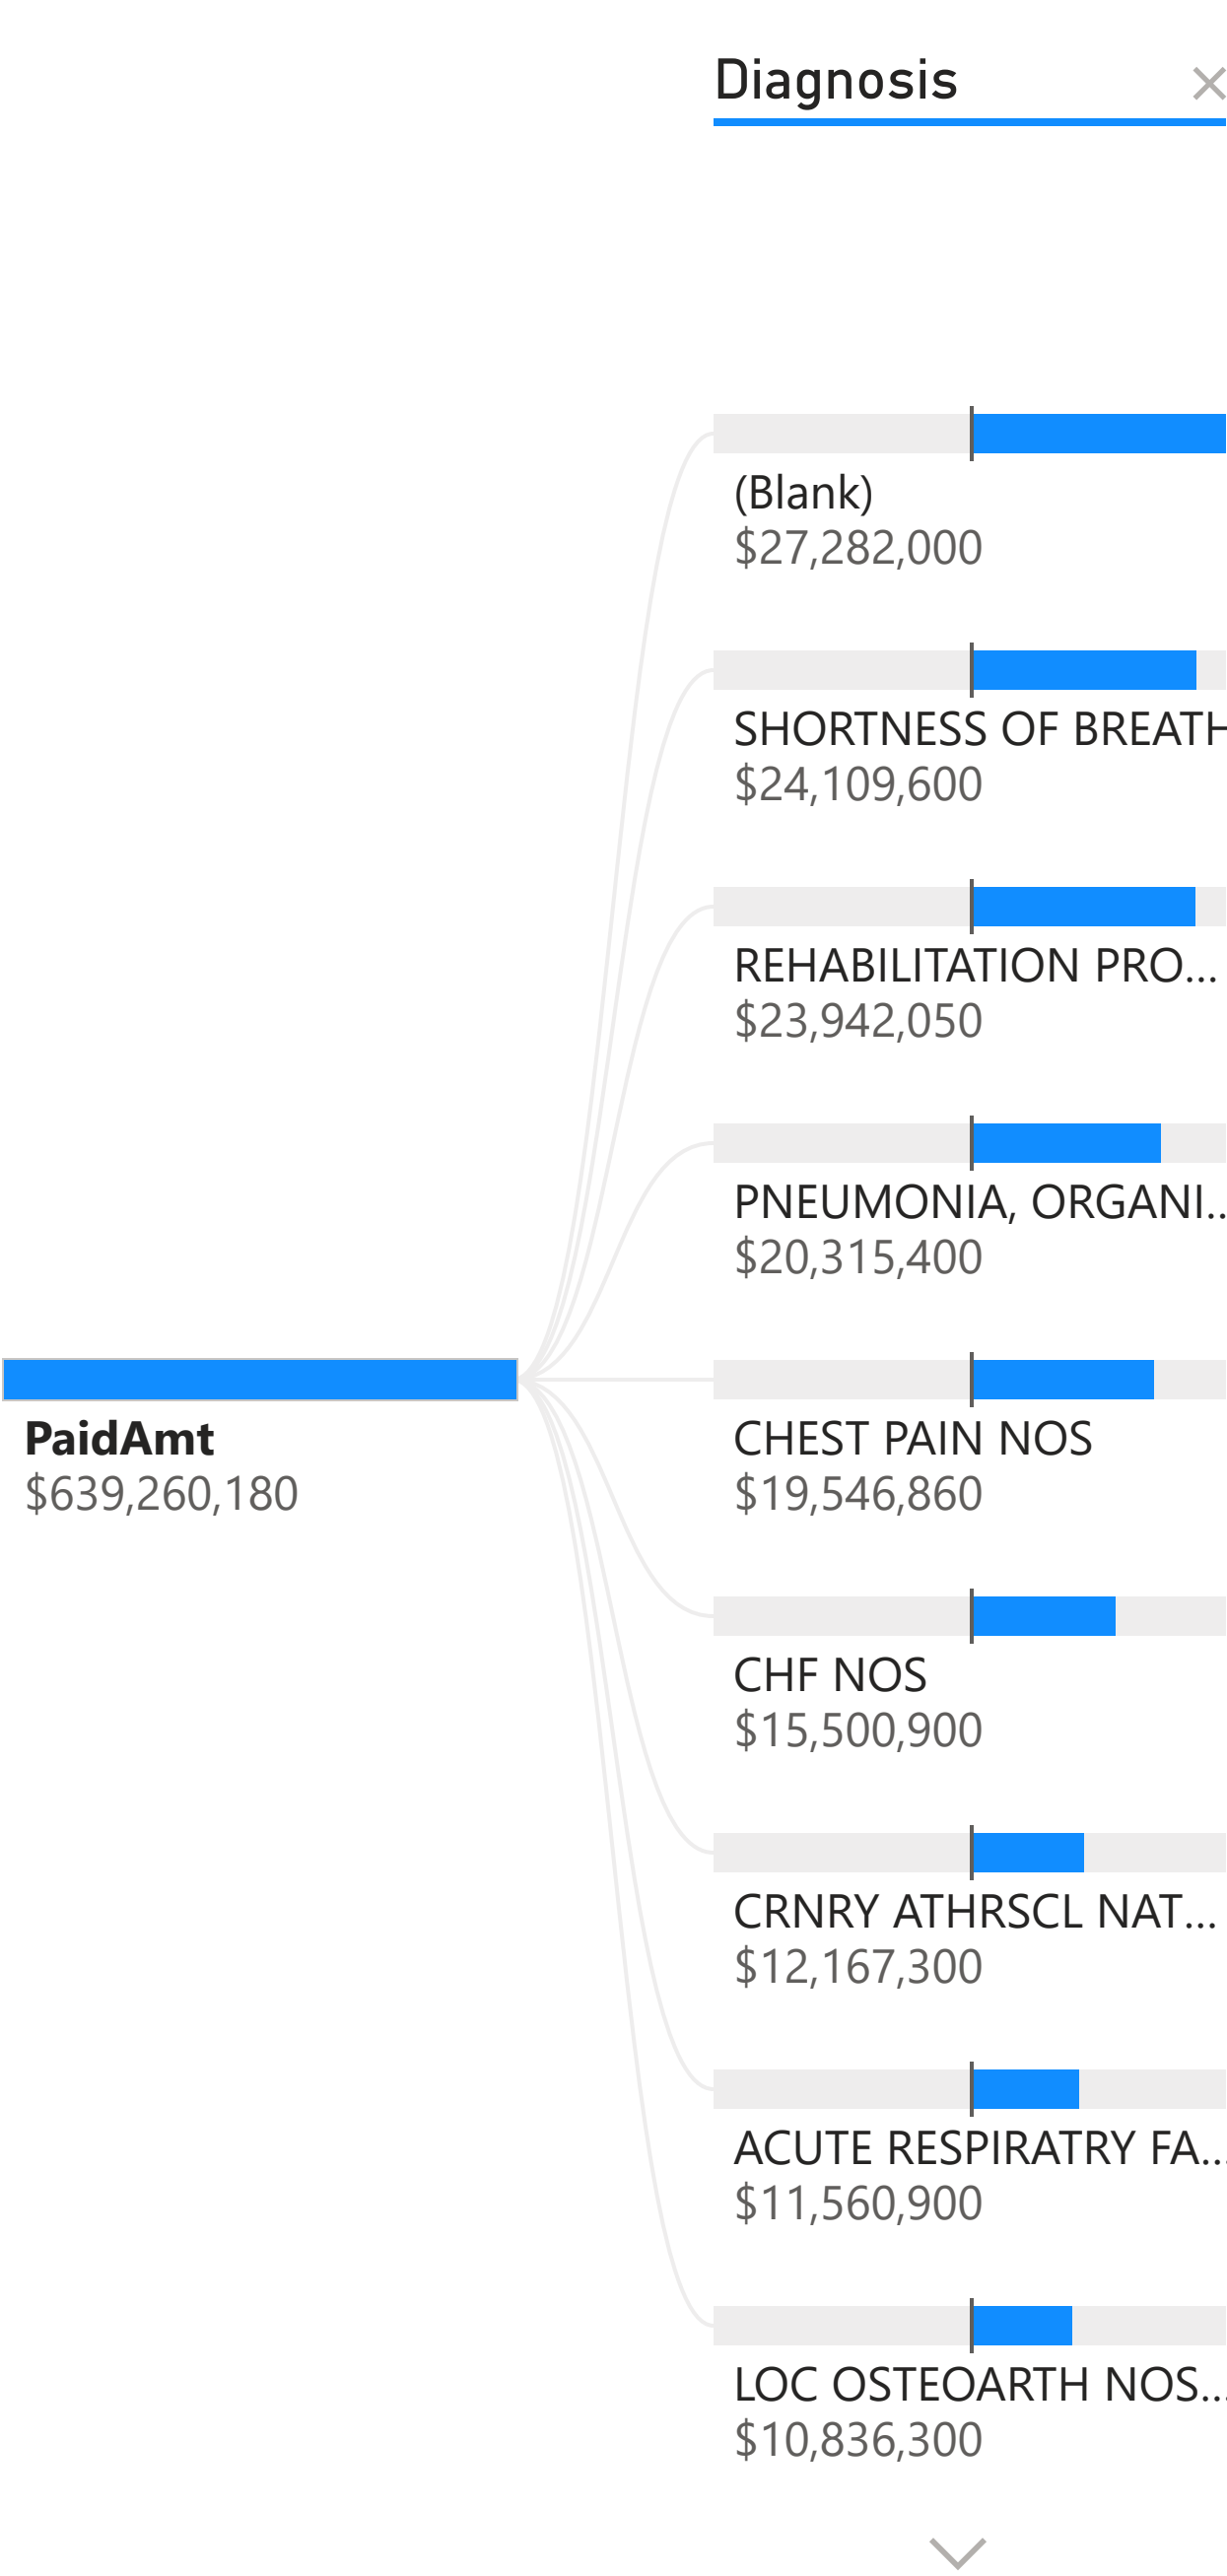 Diagnosis
(Blank)
$27,282,000
SHORTNESS OF BREATH
$24,109,600
REHABILITATION PRO...
$23,942,050
PNEUMONIA, ORGANI...
$20,315,400
CHEST PAIN NOS
$19,546,860
PaidAmt
$639,260,180
CHF NOS
$15,500,900
CRNRY ATHRSCL NAT...
$12,167,300
ACUTE RESPIRATRY FA...
$11,560,900
LOC OSTEOARTH NOS...
$10,836,300